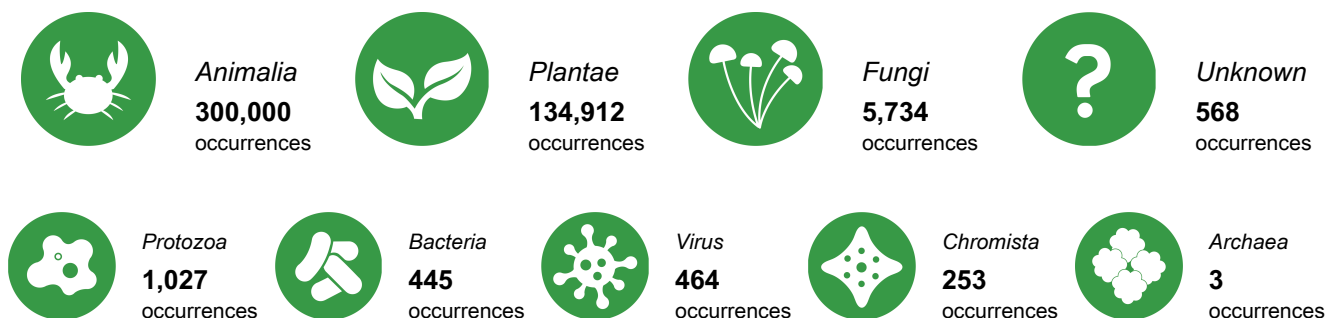 Animalia
300,000
occurrences
Plantae
134,912
occurrences
Fungi
5,734
occurrences
?
Unknown
568
occurrences
Protozoa
1,027
occurrences
Bacteria
445
occurrences
Virus
464
occurrences
Chromista
253
occurrences
Archaea
3
occurrences